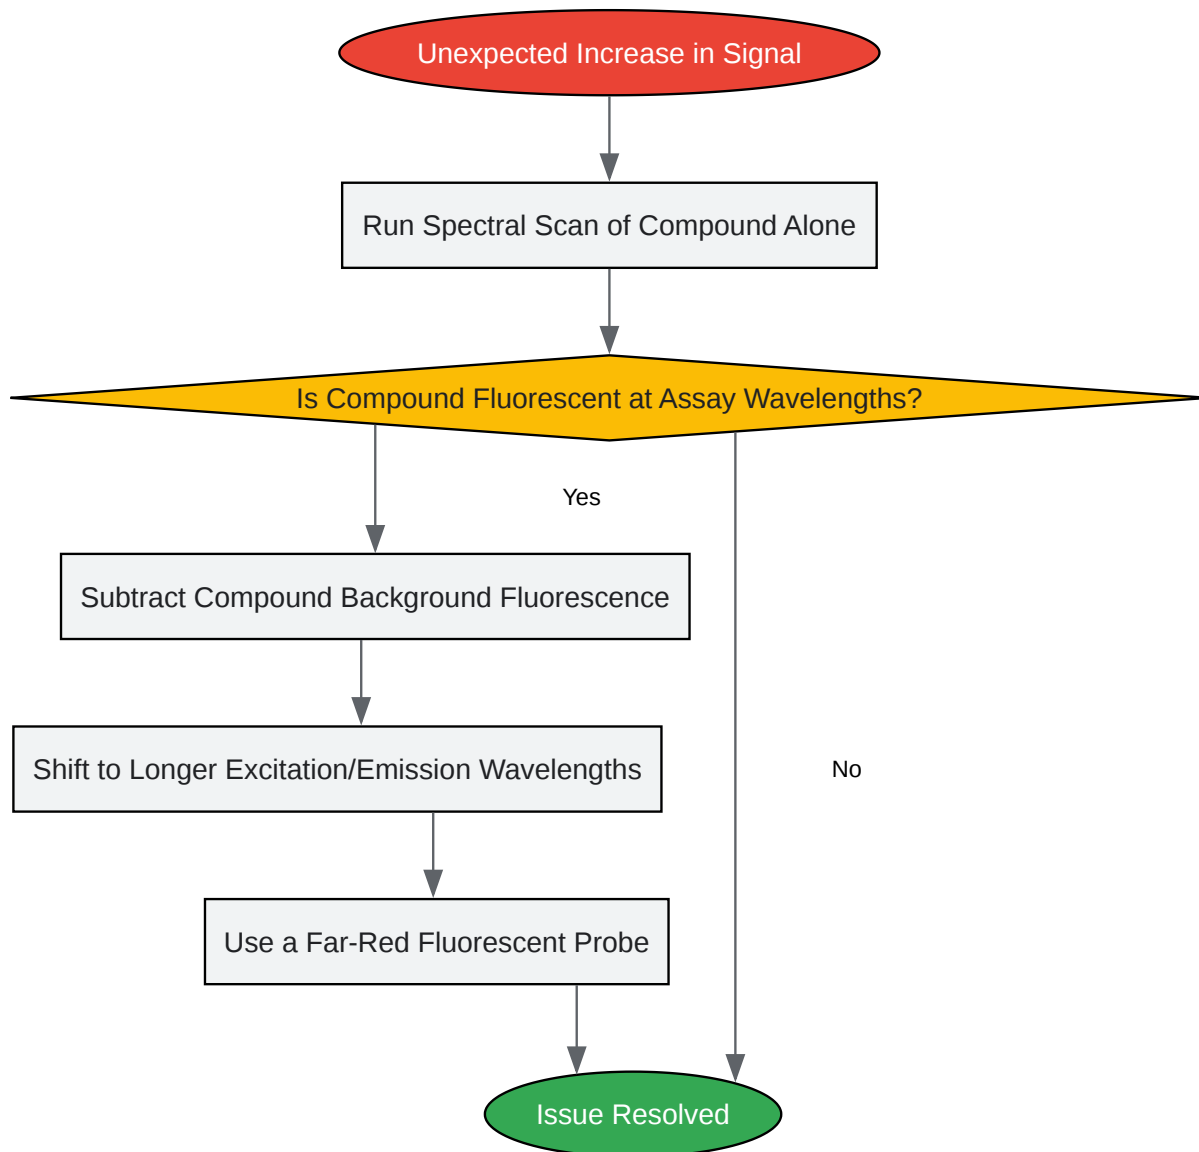 Unexpected Increase in Signal
Run Spectral Scan of Compound Alone
Is Compound Fluorescent at Assay Wavelengths?
Yes
Subtract Compound Background Fluorescence
Shift to Longer Excitation/Emission Wavelengths
No
Use a Far-Red Fluorescent Probe
Issue Resolved